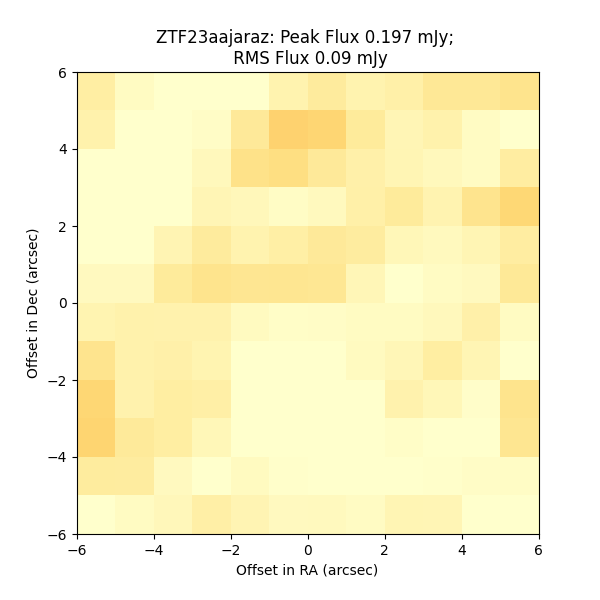 ZTF23aajaraz: Peak Flux 0.197 mJy;
RMS Flux 0.09 mJy
6
4
2
0
−2
−4
−6
Offset in Dec (arcsec)
−6 −4 −2 0 2 4 6
Offset in RA (arcsec)